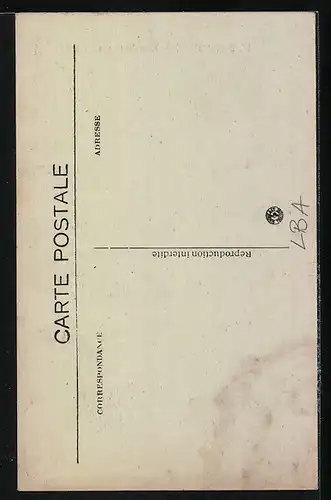 CARTE POSTALE
CORRESPONDANCE
ADRESSE
Reproduction interdite
LBA